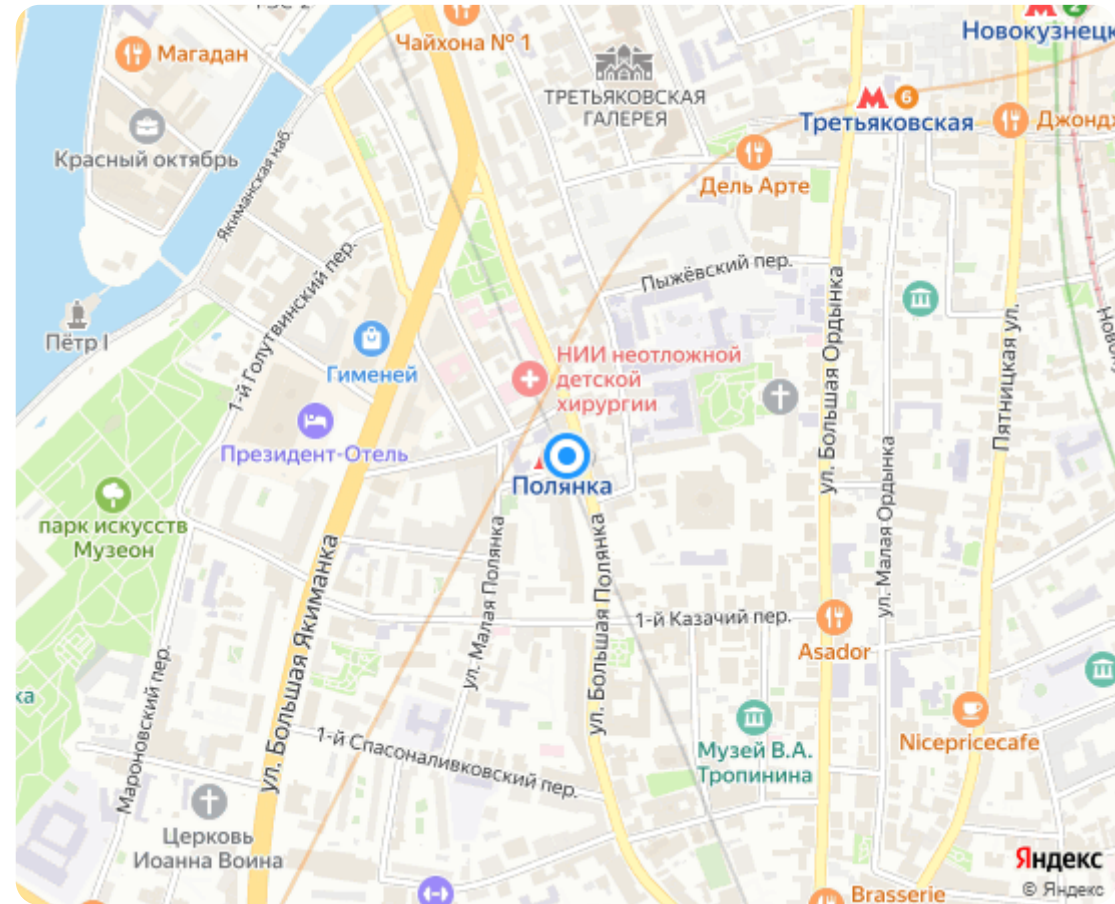 Магадан
Чайхона № 1
Новокузнецк
М
2
ТРЕТЬЯКОВСКАЯ
ГАЛЕРЕЯ
М
6
Третьяковская
Красный октябрь
Якиманская наб.
Дель Арте
1-й Голутвинский пер.
Пыжёвский пер.
Пётр I
Гименей
НИИ неотложной
детской
хирургии
ул. Большая Ордынка
Пятницкая ул.
Президент-Отель
Полянка
ул. Малая Ордынка
парк искусств
Музеон
ул. Большая Якиманка
ул. Малая Полянка
ул. Большая Полянка
1-й Казачий пер.
Asador
Мароновский пер.
ка
1-й Спасоналивковский пер.
Музей В.А.
Тропинина
Nicepricecafe
Церковь
Иоанна Воина
Яндекс
© Яндекс
Brasserie